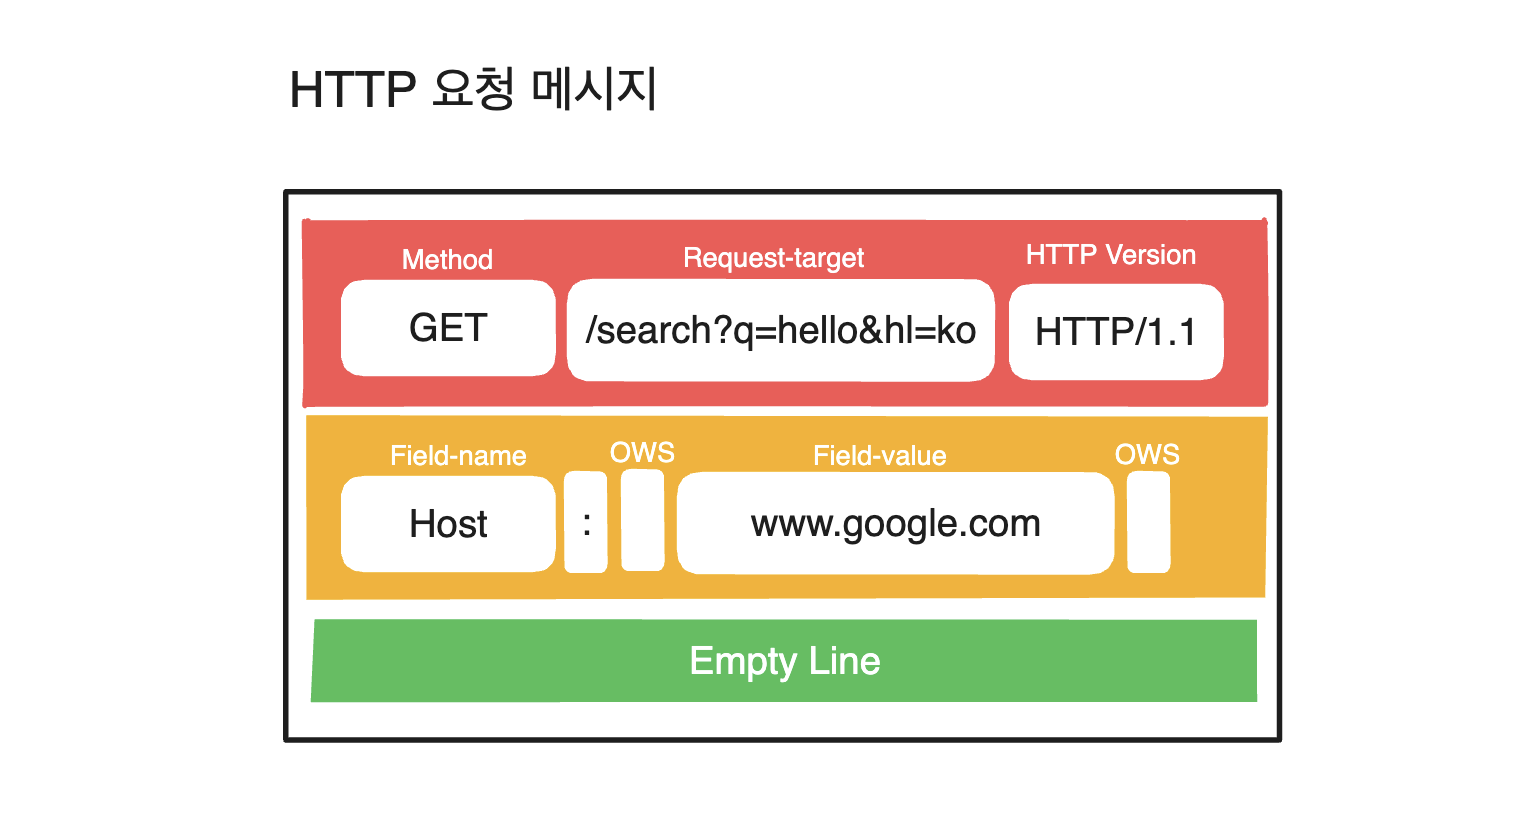 HTTP 요청 메시지
Method Request-target HTTP Version
GET /search?q=hello&hl=ko HTTP/1.1
Field-name OWS Field-value OWS
Host : www.google.com
Empty Line